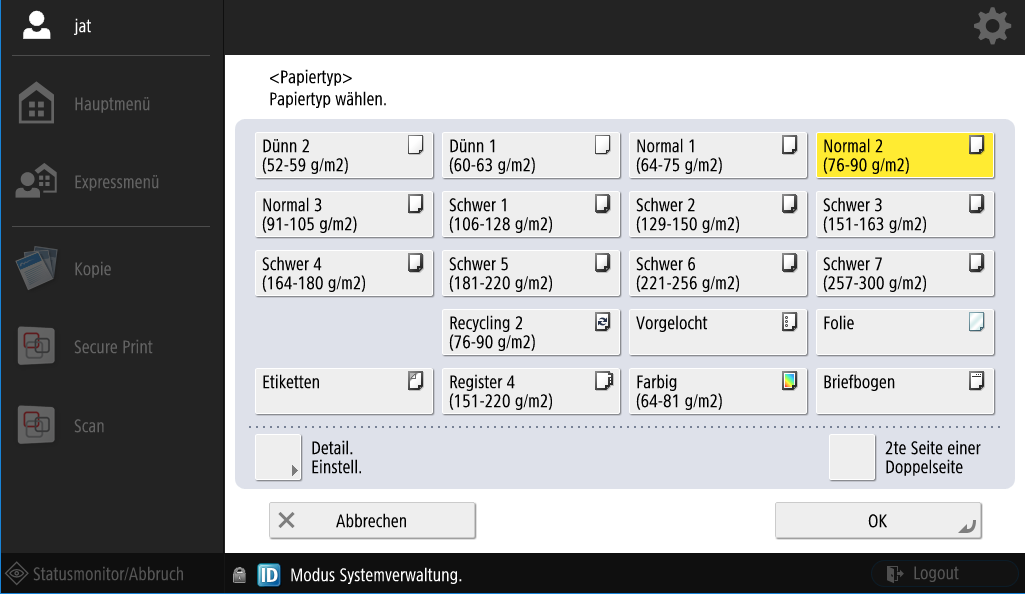 jat
Hauptmenü
Expressmenü
Kopie
Secure Print
Scan
<Papiertyp>
Papiertyp wählen.
Dünn 2
(52-59 g/m2)
Dünn 1
(60-63 g/m2)
Normal 1
(64-75 g/m2)
Normal 2
(76-90 g/m2)
Normal 3
(91-105 g/m2)
Schwer 1
(106-128 g/m2)
Schwer 2
(129-150 g/m2)
Schwer 3
(151-163 g/m2)
Schwer 4
(164-180 g/m2)
Schwer 5
(181-220 g/m2)
Schwer 6
(221-256 g/m2)
Schwer 7
(257-300 g/m2)
Recycling 2
(76-90 g/m2)
Vorgelocht
Folie
Etiketten
Register 4
(151-220 g/m2)
Farbig
(64-81 g/m2)
Briefbogen
Detail.
Einstell.
2te Seite einer
Doppelseite
Abbrechen
OK
Statusmonitor/Abbruch
ID Modus Systemverwaltung.
Logout